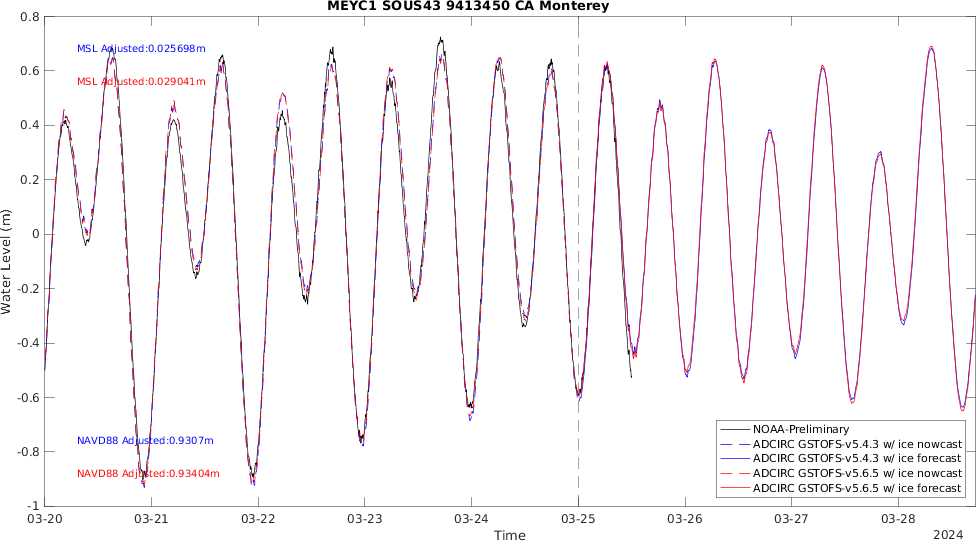 MEYC1 SOUS43 9413450 CA Monterey
0.8
0.6
0.4
0.2
0
-0.2
-0.4
-0.6
-0.8
-1
Water Level (m)
MSL Adjusted:0.025698m
MSL Adjusted:0.029041m
NAVD88 Adjusted:0.9307m
NAVD88 Adjusted:0.93404m
NOAA-Preliminary
ADCIRC GSTOFS-v5.4.3 w/ ice nowcast
ADCIRC GSTOFS-v5.4.3 w/ ice forecast
ADCIRC GSTOFS-v5.6.5 w/ ice nowcast
ADCIRC GSTOFS-v5.6.5 w/ ice forecast
03-20 03-21 03-22 03-23 03-24 03-25 03-26 03-27 03-28
Time
2024